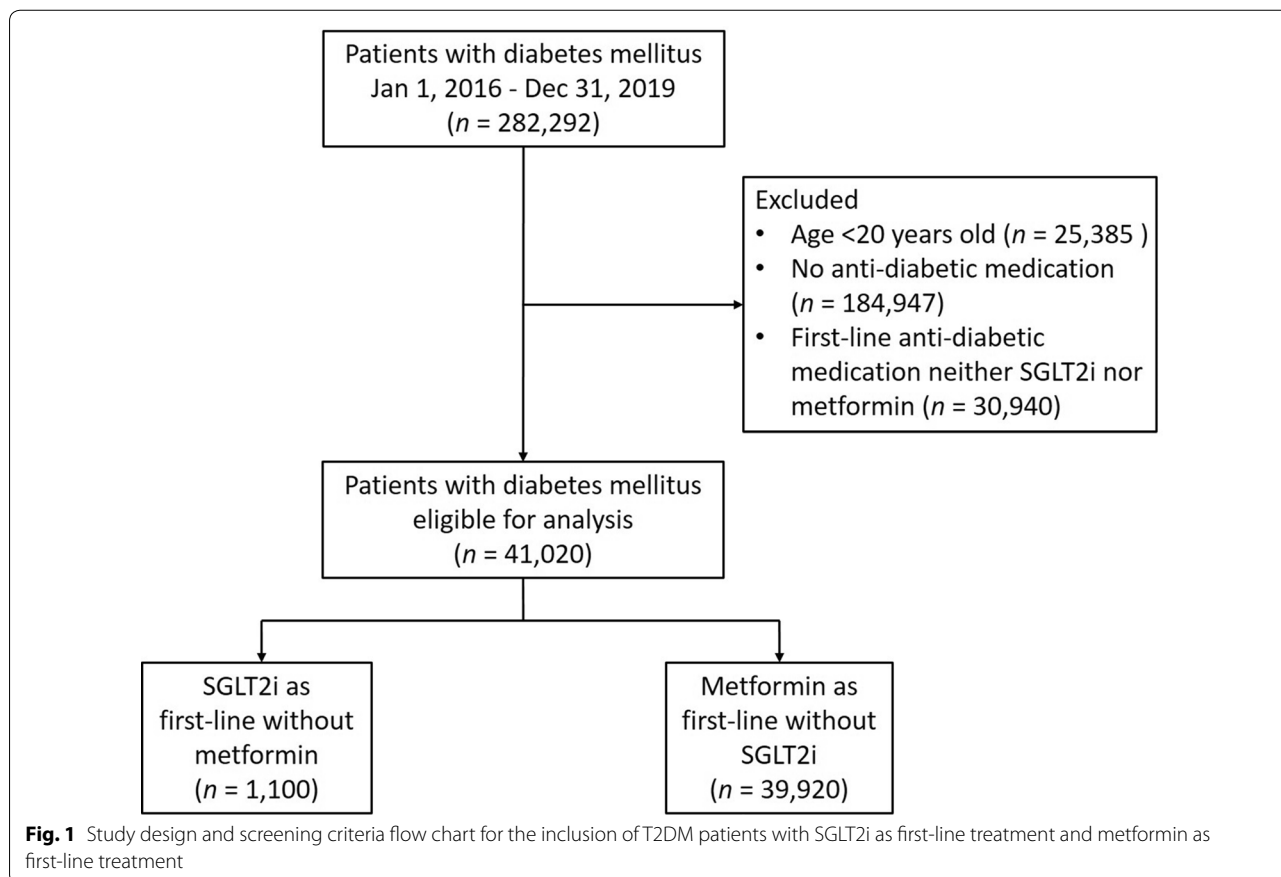 Patients with diabetes mellitus
Jan 1, 2016 - Dec 31, 2019
(n = 282,292)
Excluded
• Age <20 years old (n = 25,385 )
• No anti-diabetic medication
(n = 184,947)
• First-line anti-diabetic
medication neither SGLT2i nor
metformin (n = 30,940)
Patients with diabetes mellitus
eligible for analysis
(n = 41,020)
SGLT2i as
first-line without
metformin
(n = 1,100)
Metformin as
first-line without
SGLT2i
(n = 39,920)
Fig. 1 Study design and screening criteria flow chart for the inclusion of T2DM patients with SGLT2i as first-line treatment and metformin as
first-line treatment